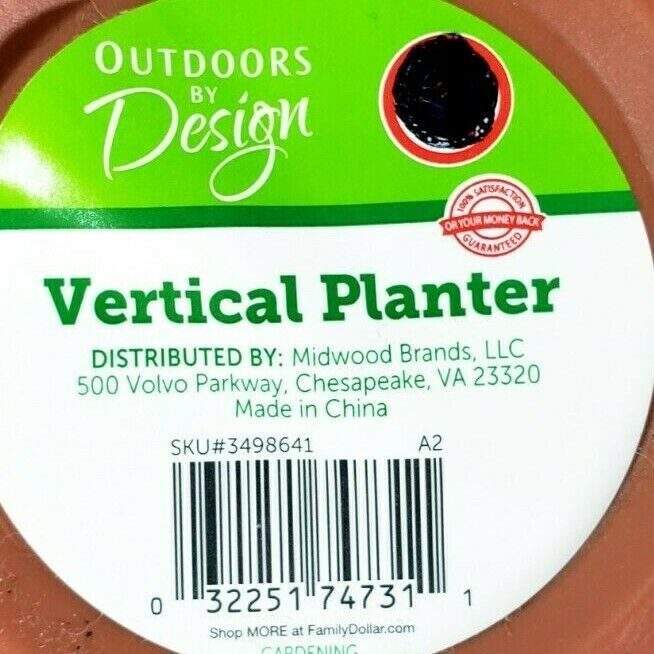 OUTDOORS
BY
Design
100% SATISFACTION
OR YOUR MONEY BACK
GUARANTEED
Vertical Planter
DISTRIBUTED BY: Midwood Brands, LLC
500 Volvo Parkway, Chesapeake, VA 23320
Made in China
SKU#3498641 A2
0 32251 74731 1
Shop MORE at FamilyDollar.com
GARDENING